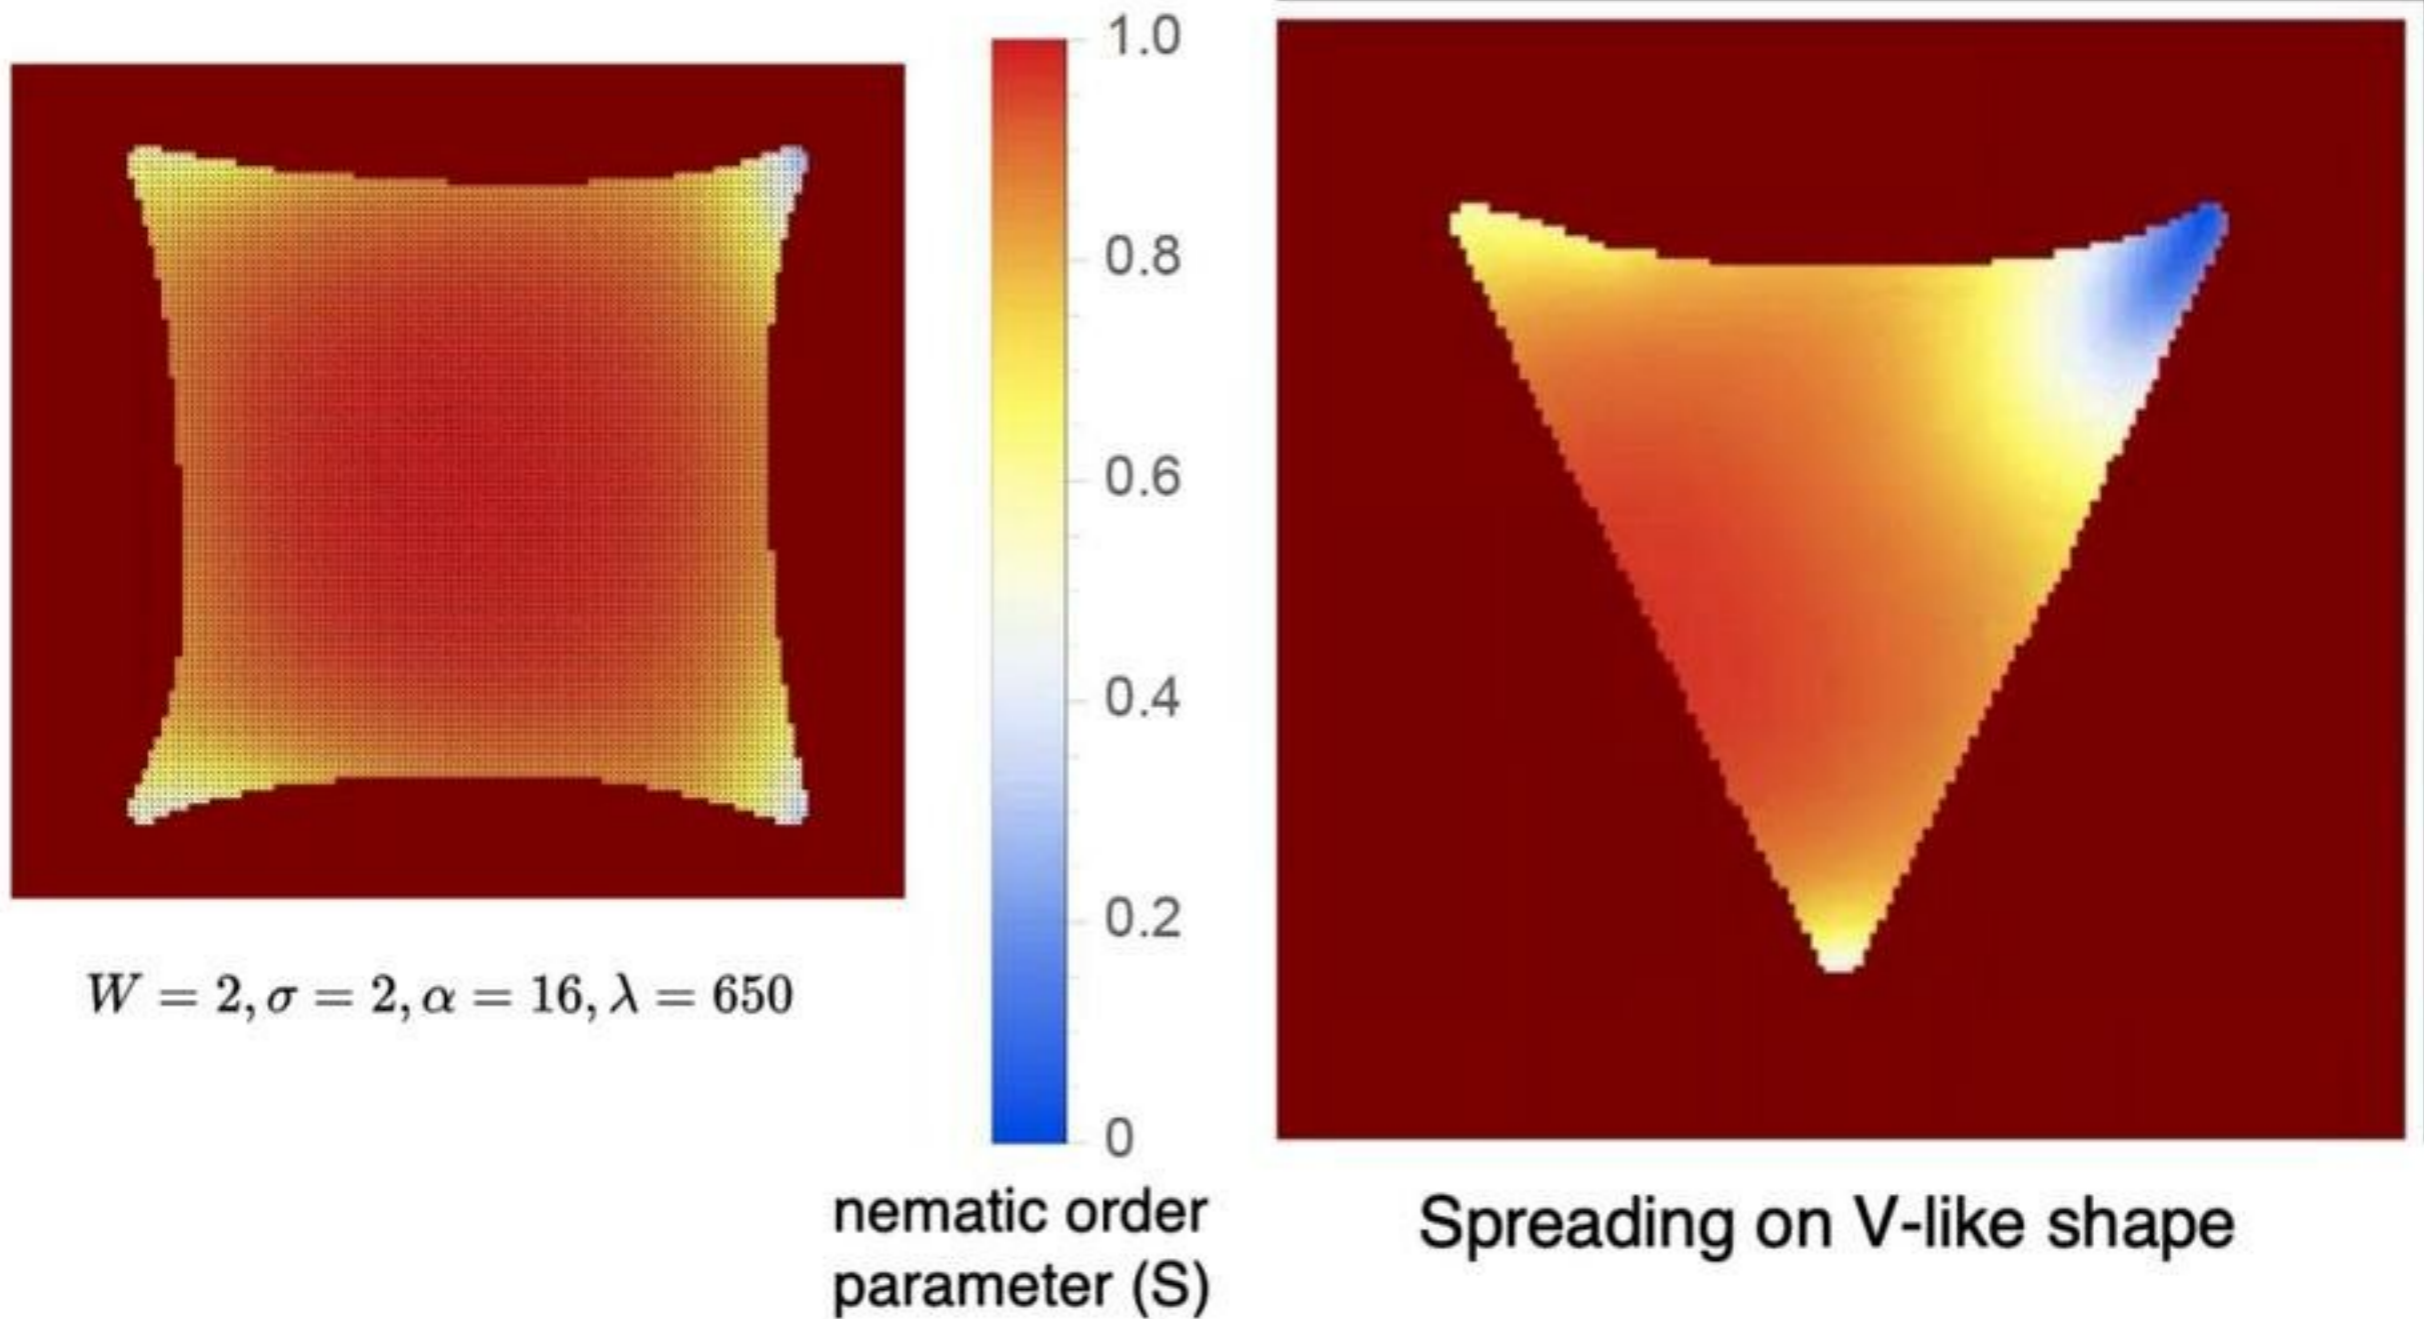 1.0
0.8
0.6
0.4
0.2
0
W = 2, σ = 2, α = 16, λ = 650
nematic order
parameter (S)
Spreading on V-like shape